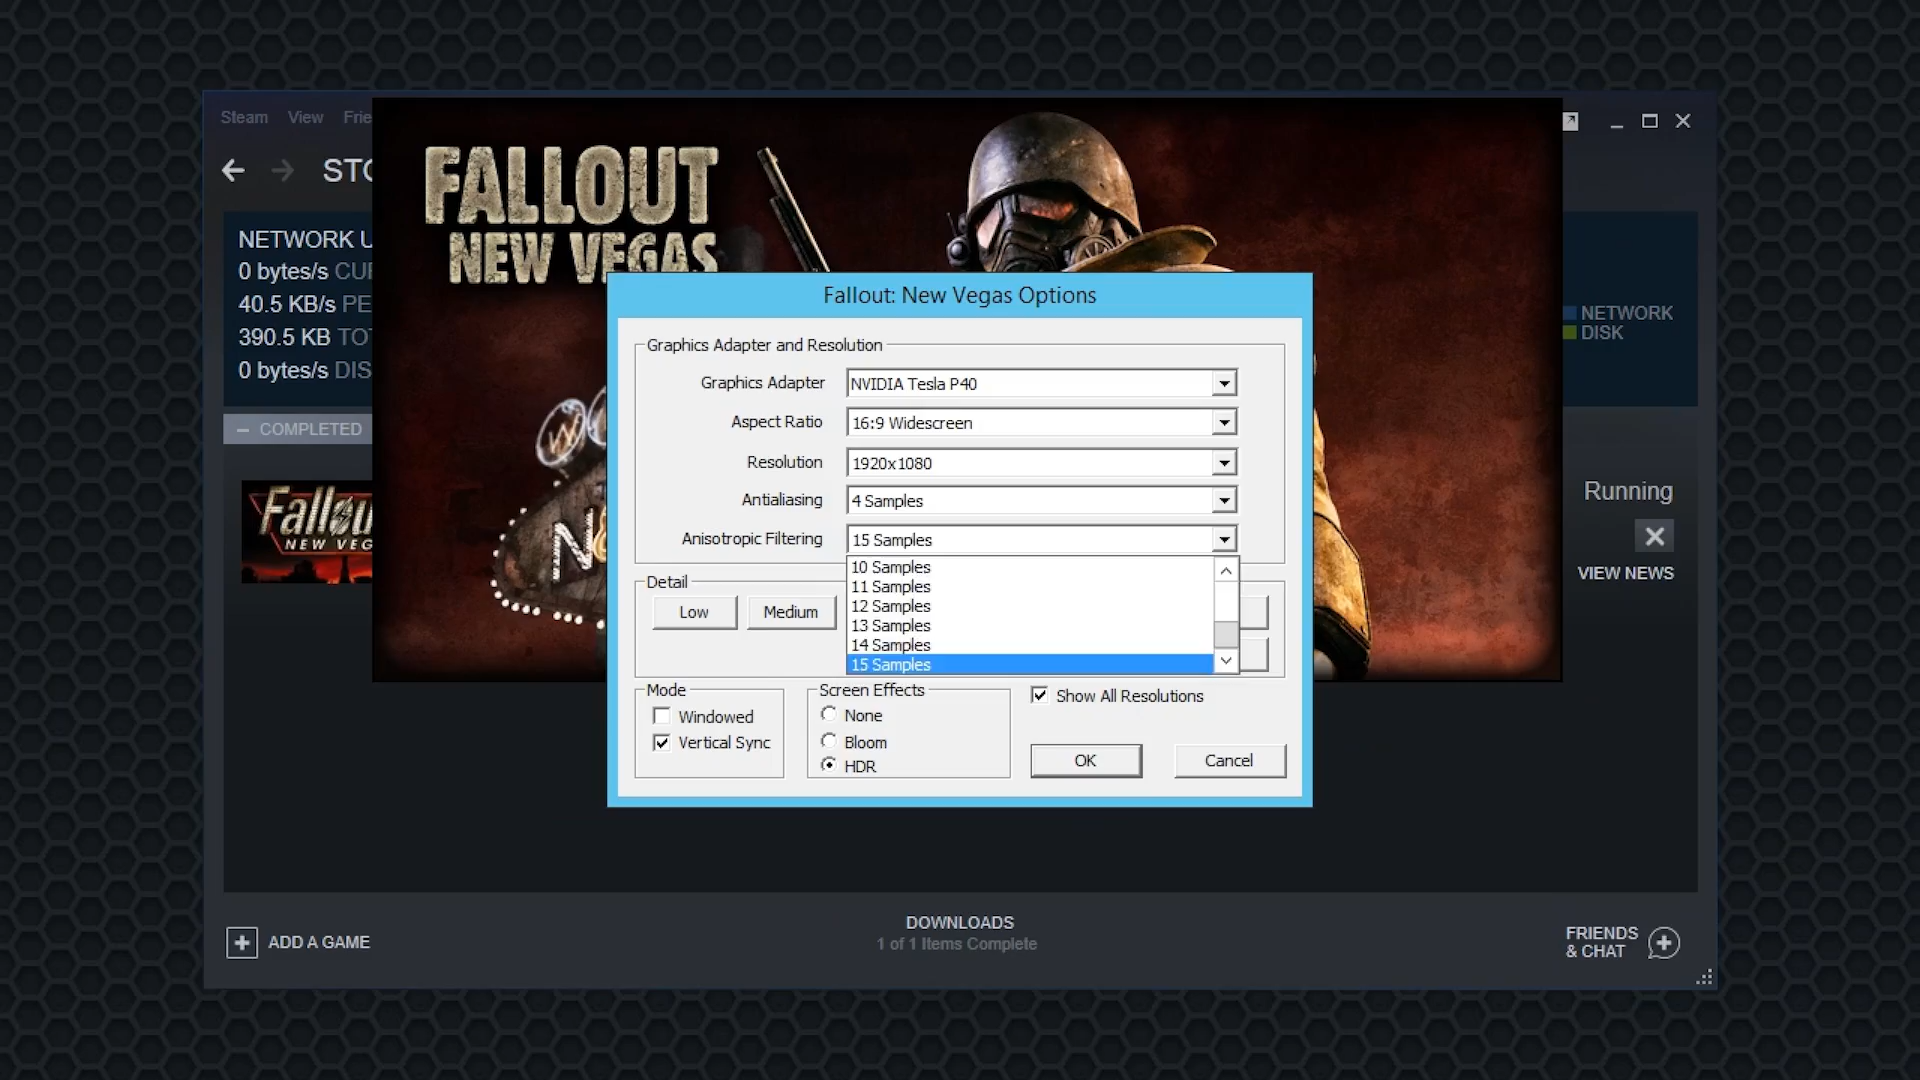 Steam View Frie
STO
NETWORK U
0 bytes/s CUR
40.5 KB/s PE
390.5 KB TOT
0 bytes/s DIS
NETWORK
DISK
COMPLETED
Fallou
NEW VEG
FALLOUT
NEW VEGAS
Fallout: New Vegas Options
Graphics Adapter and Resolution
Graphics Adapter NVIDIA Tesla P40
Aspect Ratio 16:9 Widescreen
Resolution 1920x1080
Antialiasing 4 Samples
Anisotropic Filtering 15 Samples
10 Samples
11 Samples
12 Samples
13 Samples
14 Samples
15 Samples
Detail
Low Medium
Mode
Windowed
Vertical Sync
Screen Effects
None
Bloom
HDR
Show All Resolutions
OK Cancel
Running
VIEW NEWS
ADD A GAME
DOWNLOADS
1 of 1 Items Complete
FRIENDS
& CHAT